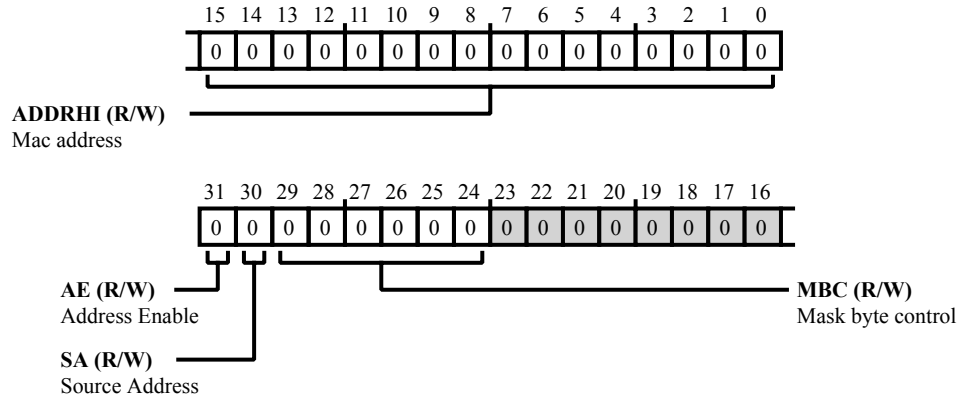 15 14 13 12 11 10 9 8 7 6 5 4 3 2 1 0
0 0 0 0 0 0 0 0 0 0 0 0 0 0 0 0
ADDRHI (R/W)
Mac address
31 30 29 28 27 26 25 24 23 22 21 20 19 18 17 16
0 0 0 0 0 0 0 0 0 0 0 0 0 0 0 0
AE (R/W)
Address Enable
MBC (R/W)
Mask byte control
SA (R/W)
Source Address